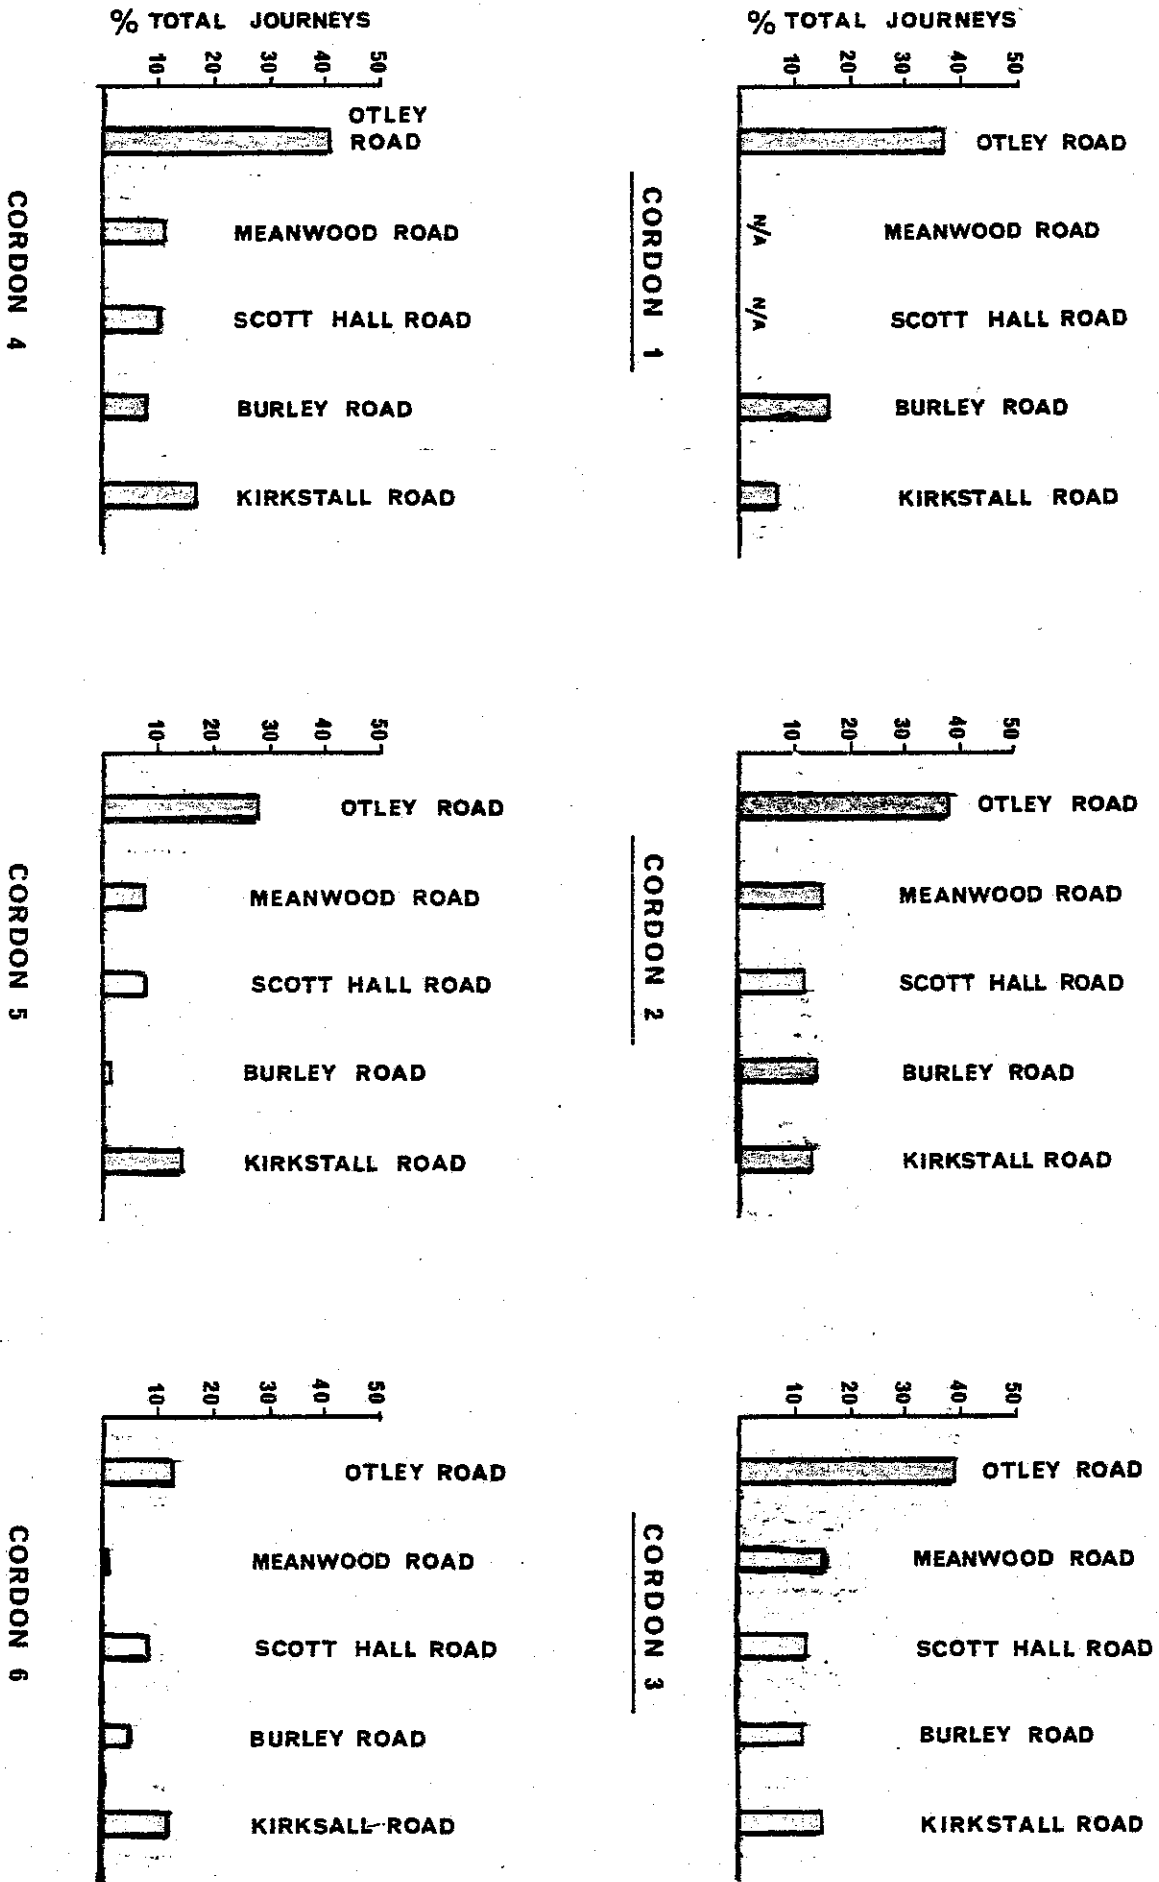 % TOTAL JOURNEYS
50
40
30
20
10
OTLEY ROAD
MEANWOOD ROAD
N/A
SCOTT HALL ROAD
N/A
BURLEY ROAD
KIRKSTALL ROAD
CORDON 1
50
40
30
20
10
OTLEY ROAD
MEANWOOD ROAD
SCOTT HALL ROAD
BURLEY ROAD
KIRKSTALL ROAD
CORDON 2
50
40
30
20
10
OTLEY ROAD
MEANWOOD ROAD
SCOTT HALL ROAD
BURLEY ROAD
KIRKSTALL ROAD
CORDON 3
% TOTAL JOURNEYS
50
40
30
20
10
OTLEY
ROAD
MEANWOOD ROAD
SCOTT HALL ROAD
BURLEY ROAD
KIRKSTALL ROAD
CORDON 4
50
40
30
20
10
OTLEY ROAD
MEANWOOD ROAD
SCOTT HALL ROAD
BURLEY ROAD
KIRKSTALL ROAD
CORDON 5
50
40
30
20
10
OTLEY ROAD
MEANWOOD ROAD
SCOTT HALL ROAD
BURLEY ROAD
KIRKSALL ROAD
CORDON 6